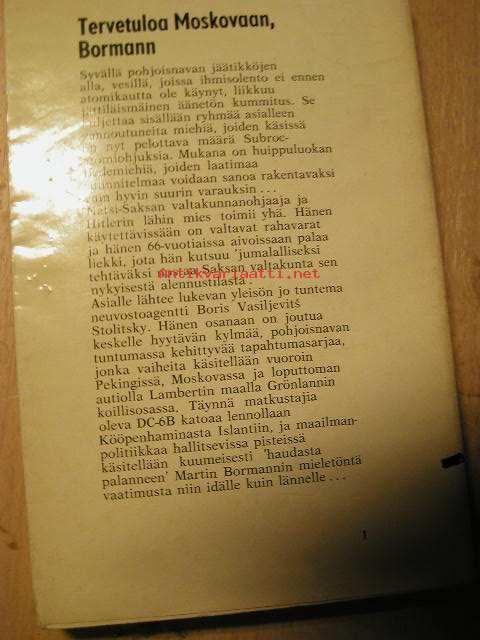 Tervetuloa Moskovaan,
Bormann
Syvällä pohjoisnavan jäätikköjen
alla, vesillä, joissa ihmisolento ei ennen
atomikautta ole käynyt, liikkuu
jättiläismäinen äänetön kummitus. Se
kuljettaa sisällään ryhmää asialleen
vannoutuneita miehiä, joiden käsissä
on nyt pelottava määrä Subroc-
atomiohjuksia. Mukana on huippuluokan
tiedemiehiä, joiden laatimaa
suunnitelmaa voidaan sanoa rakentavaksi
vain hyvin suurin varauksin . . .
Natsi-Saksan valtakunnanohjaaja ja
Hitlerin lähin mies toimii yhä. Hänen
käytettävissään on valtavat rahavarat
ja hänen 66-vuotiaissa aivoissaan palaa
liekki, jota hän kutsuu 'jumalalliseksi
tehtäväksi nostaa Saksan valtakunta sen
nykyisestä alennustilasta'.
Antikvariaatti.net
Asialle lähtee lukevan yleisön jo tuntema
neuvostoagentti Boris Vasiljevitš
Stolitsky. Hänen osanaan on joutua
keskelle hyytävän kylmää, pohjoisnavan
tuntumassa kehittyvää tapahtumasarjaa,
jonka vaiheita käsitellään vuoroin
Pekingissä, Moskovassa ja loputtoman
autiolla Lambertin maalla Grönlannin
koillisosassa. Täynnä matkustajia
oleva DC-6B katoaa lennollaan
Kööpenhaminasta Islantiin, ja maailman-
politiikkaa hallitsevissa pisteissä
käsitellään kuumeisesti 'haudasta
palanneen' Martin Bormannin mieletöntä
vaatimusta niin idälle kuin lännelle . . .
1